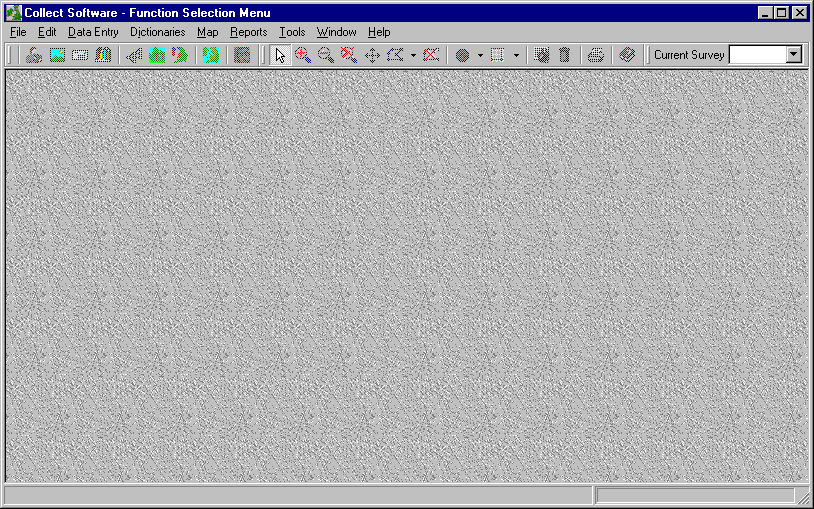 Collect Software - Function Selection Menu
File Edit Data Entry Dictionaries Map Reports Tools Window Help
Current Survey